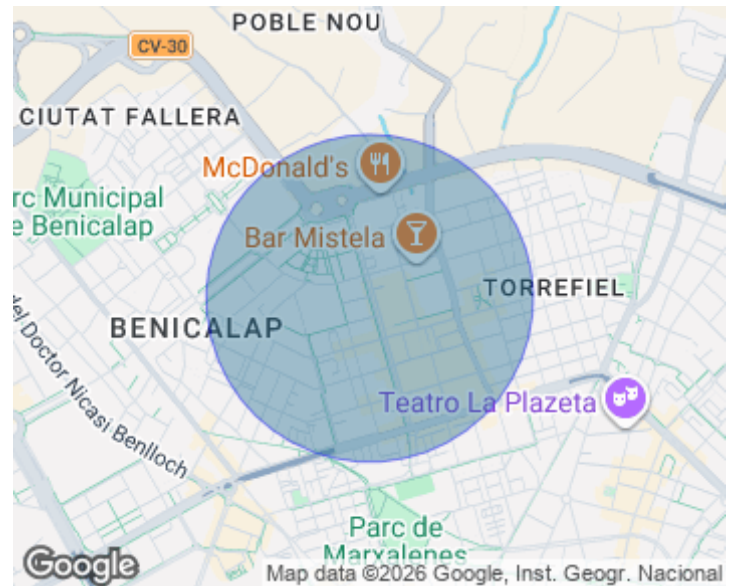 POBLE NOU
CV-30
CIUTAT FALLERA
McDonald's
rc Municipal
e Benicalap
Bar Mistela
TORREFIEL
BENICALAP
del Doctor Nicasi Benlloch
Teatro La Plazeta
Parc de
Marxalenes
Google
Map data ©2026 Google, Inst. Geogr. Nacional